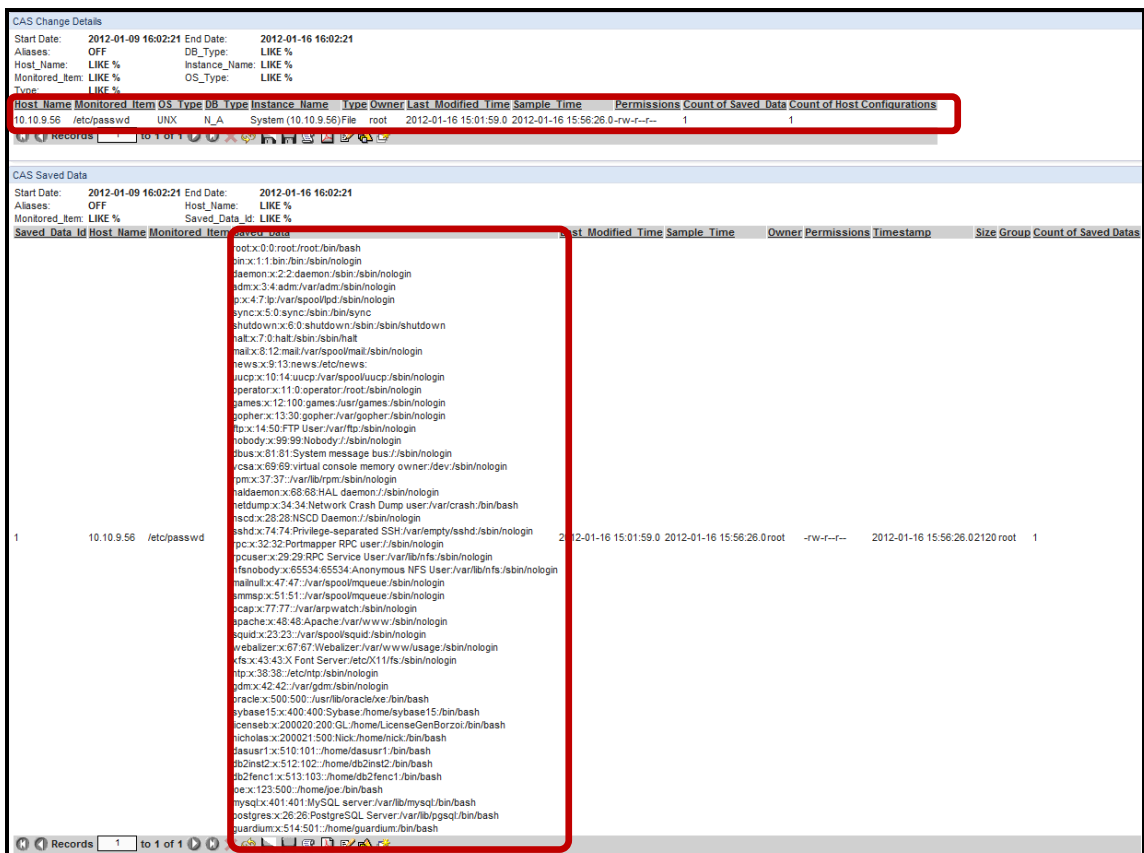 CAS Change Details
Start Date: 2012-01-09 16:02:21 End Date: 2012-01-16 16:02:21
Aliases: OFF DB_Type: LIKE %
Host_Name: LIKE % Instance_Name: LIKE %
Monitored_Item: LIKE % OS_Type: LIKE %
Type: LIKE %
Host_Name Monitored_Item OS_Type DB_Type Instance_Name Type Owner Last_Modified_Time Sample_Time Permissions Count of Saved_Data Count of Host Configurations
10.10.9.56 /etc/passwd UNX N_A System (10.10.9.56) File root 2012-01-16 15:01:59.0 2012-01-16 15:56:26.0 -rw-r--r-- 1 1
Records 1 to 1 of 1
CAS Saved Data
Start Date: 2012-01-09 16:02:21 End Date: 2012-01-16 16:02:21
Aliases: OFF Host_Name: LIKE %
Monitored_Item: LIKE % Saved_Data_Id: LIKE %
Saved_Data_Id Host_Name Monitored_Item Saved_Data Last_Modified_Time Sample_Time Owner Permissions Timestamp Size Group Count of Saved Datas
root:x:0:0:root:/root:/bin/bash
bin:x:1:1:bin:/bin:/sbin/nologin
daemon:x:2:2:daemon:/sbin:/sbin/nologin
adm:x:3:4:adm:/var/adm:/sbin/nologin
lp:x:4:7:lp:/var/spool/lpd:/sbin/nologin
sync:x:5:0:sync:/sbin:/bin/sync
shutdown:x:6:0:shutdown:/sbin:/sbin/shutdown
halt:x:7:0:halt:/sbin:/sbin/halt
mail:x:8:12:mail:/var/spool/mail:/sbin/nologin
news:x:9:13:news:/etc/news:
uucp:x:10:14:uucp:/var/spool/uucp:/sbin/nologin
operator:x:11:0:operator:/root:/sbin/nologin
games:x:12:100:games:/usr/games:/sbin/nologin
gopher:x:13:30:gopher:/var/gopher:/sbin/nologin
ftp:x:14:50:FTP User:/var/ftp:/sbin/nologin
nobody:x:99:99:Nobody:/:/sbin/nologin
dbus:x:81:81:System message bus:/:/sbin/nologin
vcsa:x:69:69:virtual console memory owner:/dev:/sbin/nologin
rpm:x:37:37::/var/lib/rpm:/sbin/nologin
haldaemon:x:68:68:HAL daemon:/:/sbin/nologin
netdump:x:34:34:Network Crash Dump user:/var/crash:/bin/bash
nscd:x:28:28:NSCD Daemon:/:/sbin/nologin
sshd:x:74:74:Privilege-separated SSH:/var/empty/sshd:/sbin/nologin
1 10.10.9.56 /etc/passwd rpc:x:32:32:Portmapper RPC user:/:/sbin/nologin 2012-01-16 15:01:59.0 2012-01-16 15:56:26.0 root -rw-r--r-- 2012-01-16 15:56:26.0 2120 root 1
rpcuser:x:29:29:RPC Service User:/var/lib/nfs:/sbin/nologin
nfsnobody:x:65534:65534:Anonymous NFS User:/var/lib/nfs:/sbin/nologin
mailnull:x:47:47::/var/spool/mqueue:/sbin/nologin
smmsp:x:51:51::/var/spool/mqueue:/sbin/nologin
pcap:x:77:77::/var/arpwatch:/sbin/nologin
apache:x:48:48:Apache:/var/www:/sbin/nologin
squid:x:23:23::/var/spool/squid:/sbin/nologin
webalizer:x:67:67:Webalizer:/var/www/usage:/sbin/nologin
xfs:x:43:43:X Font Server:/etc/X11/fs:/sbin/nologin
ntp:x:38:38::/etc/ntp:/sbin/nologin
gdm:x:42:42::/var/gdm:/sbin/nologin
oracle:x:500:500::/usr/lib/oracle/xe:/bin/bash
sybase15:x:400:400:Sybase:/home/sybase15:/bin/bash
licenseb:x:200020:200:GL:/home/LicenseGenBorzoi:/bin/bash
nicholas:x:200021:500:Nick:/home/nick:/bin/bash
dasusr1:x:510:101::/home/dasusr1:/bin/bash
db2inst2:x:512:102::/home/db2inst2:/bin/bash
db2fenc1:x:513:103::/home/db2fenc1:/bin/bash
joe:x:123:500::/home/joe:/bin/bash
mysql:x:401:401:MySQL server:/var/lib/mysql:/bin/bash
postgres:x:26:26:PostgreSQL Server:/var/lib/pgsql:/bin/bash
guardium:x:514:501::/home/guardium:/bin/bash
Records 1 to 1 of 1